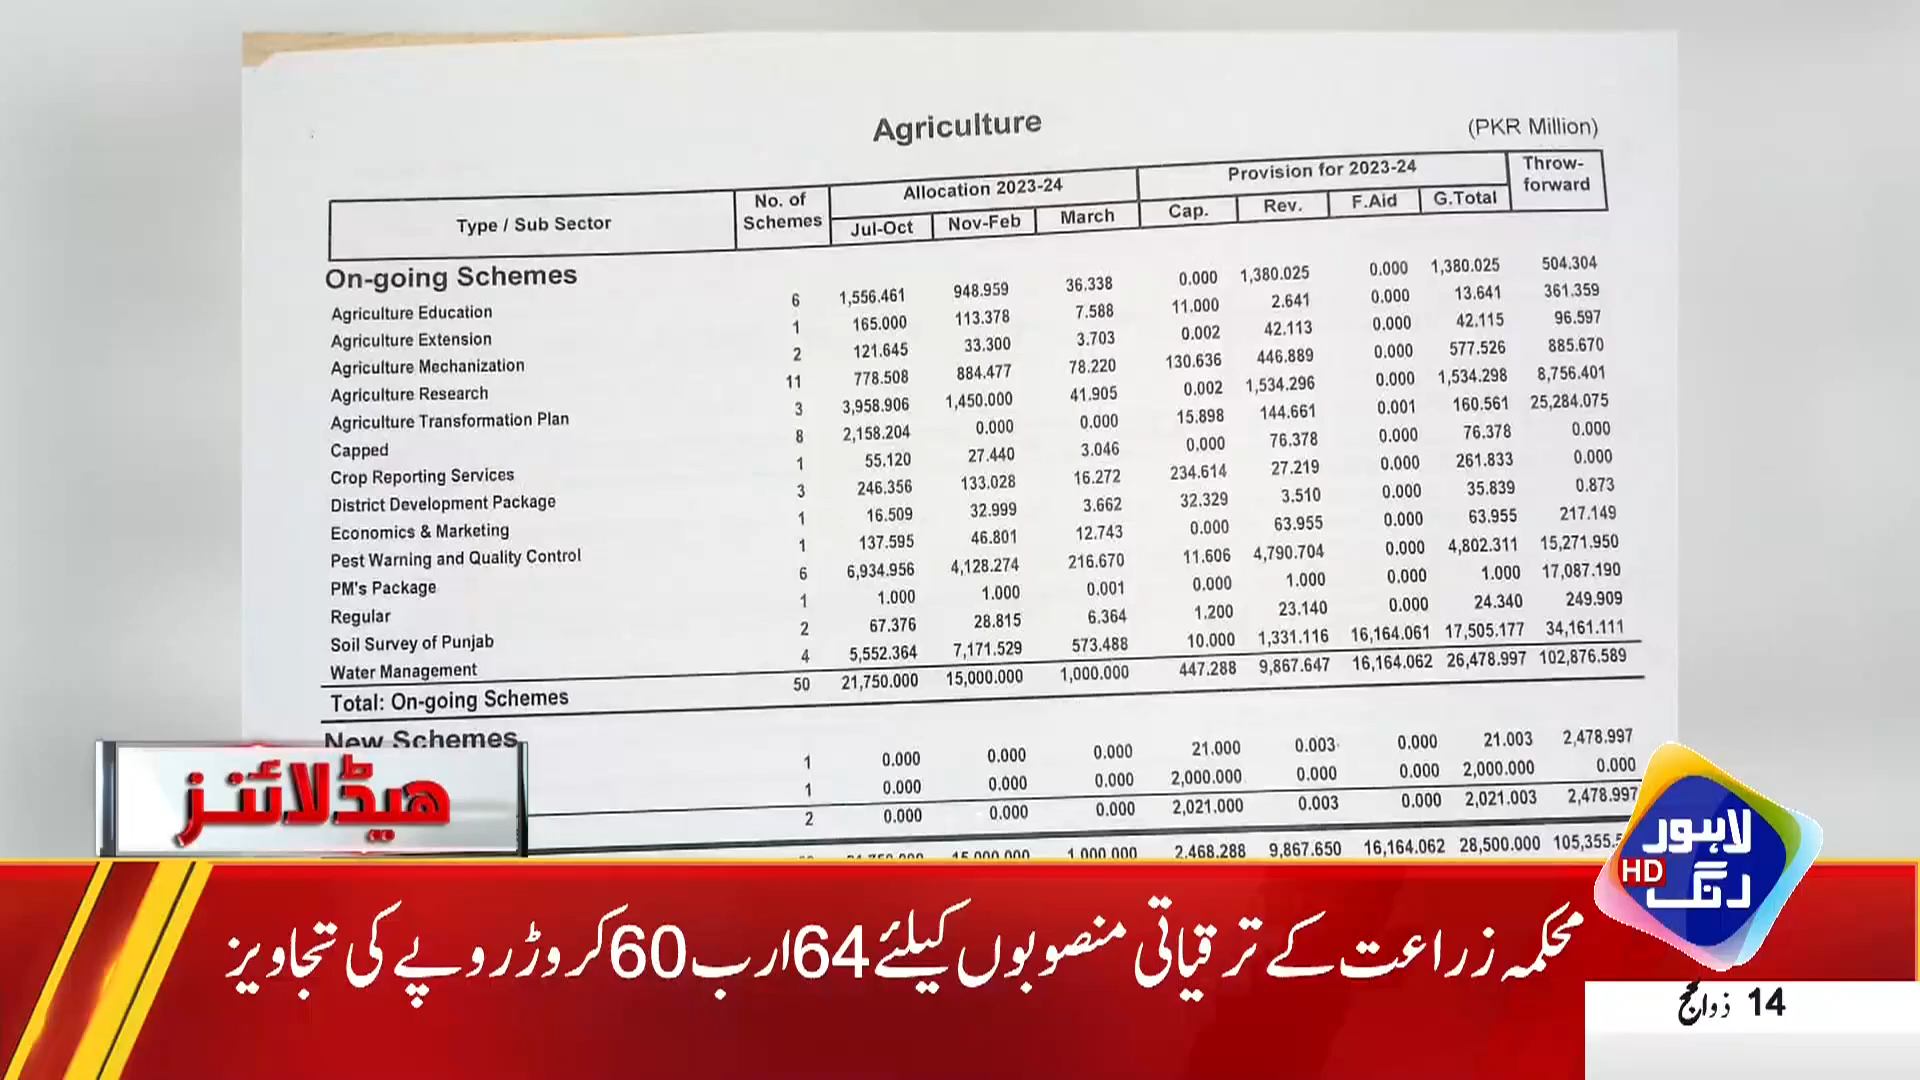 Agriculture
(PKR Million)
Type / Sub Sector No. of Schemes Allocation 2023-24 Provision for 2023-24 Throw-forward
Jul-Oct Nov-Feb March Cap. Rev. F.Aid G.Total
On-going Schemes
Agriculture Education 6 1,556.461 948.959 36.338 0.000 1,380.025 0.000 1,380.025 504.304
Agriculture Extension 1 165.000 113.378 7.588 11.000 2.641 0.000 13.641 361.359
Agriculture Mechanization 2 121.645 33.300 3.703 0.002 42.113 0.000 42.115 96.597
Agriculture Research 11 778.508 884.477 78.220 130.636 446.889 0.000 577.526 885.670
Agriculture Transformation Plan 3 3,958.906 1,450.000 41.905 0.002 1,534.296 0.000 1,534.298 8,756.401
Capped 8 2,158.204 0.000 0.000 15.898 144.661 0.001 160.561 25,284.075
Crop Reporting Services 1 55.120 27.440 3.046 0.000 76.378 0.000 76.378 0.000
District Development Package 3 246.356 133.028 16.272 234.614 27.219 0.000 261.833 0.000
Economics & Marketing 1 16.509 32.999 3.662 32.329 3.510 0.000 35.839 0.873
Pest Warning and Quality Control 1 137.595 46.801 12.743 0.000 63.955 0.000 63.955 217.149
PM's Package 6 6,934.956 4,128.274 216.670 11.606 4,790.704 0.000 4,802.311 15,271.950
Regular 1 1.000 1.000 0.001 0.000 1.000 0.000 1.000 17,087.190
Soil Survey of Punjab 2 67.376 28.815 6.364 1.200 23.140 0.000 24.340 249.909
Water Management 4 5,552.364 7,171.529 573.488 10.000 1,331.116 16,164.061 17,505.177 34,161.111
Total: On-going Schemes 50 21,750.000 15,000.000 1,000.000 447.288 9,867.647 16,164.062 26,478.997 102,876.589
New Schemes
1 0.000 0.000 0.000 21.000 0.003 0.000 21.003 2,478.997
1 0.000 0.000 0.000 2,000.000 0.000 0.000 2,000.000 0.000
2 0.000 0.000 0.000 2,021.000 0.003 0.000 2,021.003 2,478.997
15,000.000 1,000.000 2,468.288 9,867.650 16,164.062 28,500.000
ہیڈلائنز
لاہور
رنگ
HD
محکمہ زراعت کے ترقیاتی منصوبوں کیلئے 64 ارب 60 کروڑ روپے کی تجاویز
14 ذوالحج